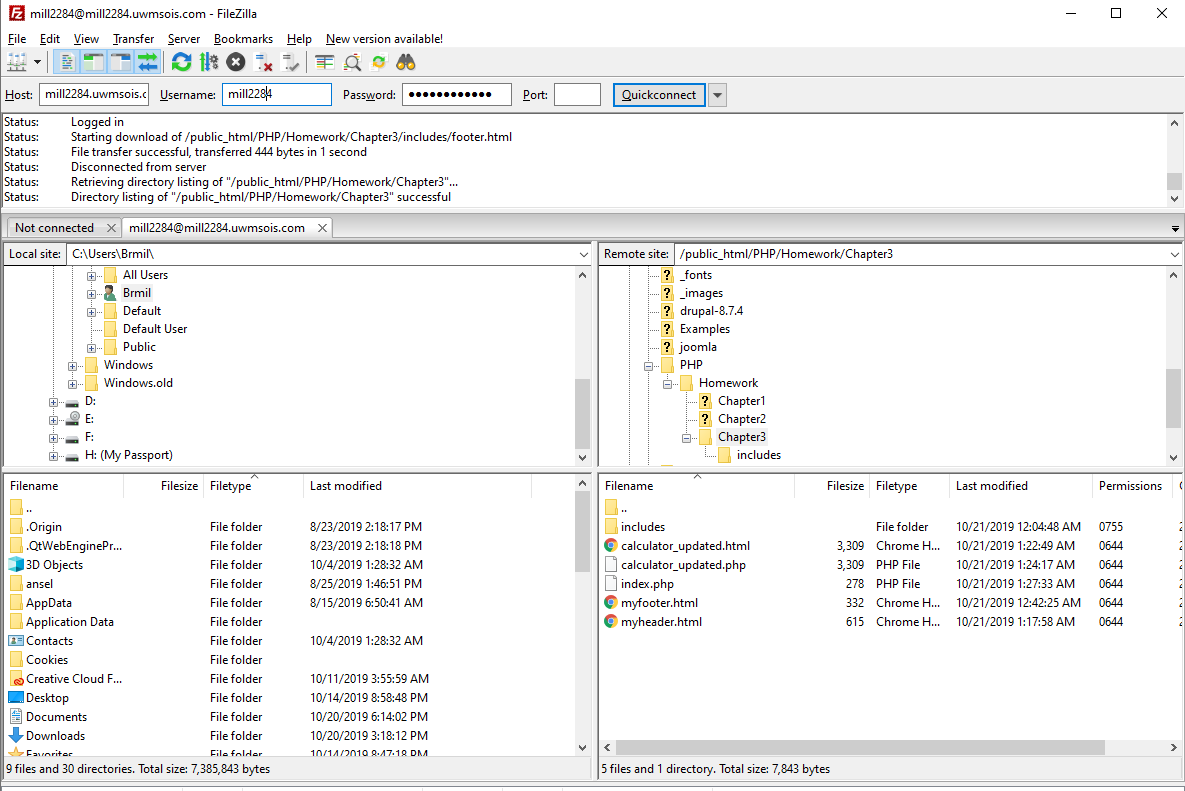 mill2284@mill2284.uwmsois.com - FileZilla
File Edit View Transfer Server Bookmarks Help New version available!
Host: mill2284.uwmsois.c Username: mill2284 Password: ●●●●●●●●●●●● Port: Quickconnect
Status: Logged in
Status: Starting download of /public_html/PHP/Homework/Chapter3/includes/footer.html
Status: File transfer successful, transferred 444 bytes in 1 second
Status: Disconnected from server
Status: Retrieving directory listing of "/public_html/PHP/Homework/Chapter3"...
Status: Directory listing of "/public_html/PHP/Homework/Chapter3" successful
Not connected mill2284@mill2284.uwmsois.com
Local site: C:\Users\Brmil\
All Users
Brmil
Default
Default User
Public
Windows
Windows.old
D:
E:
F:
H: (My Passport)
Filename Filesize Filetype Last modified
..
.Origin File folder 8/23/2019 2:18:17 PM
.QtWebEnginePr... File folder 8/23/2019 2:18:18 PM
3D Objects File folder 10/4/2019 1:28:32 AM
ansel File folder 8/25/2019 1:46:51 PM
AppData File folder 8/15/2019 6:50:41 AM
Application Data File folder
Contacts File folder 10/4/2019 1:28:32 AM
Cookies File folder
Creative Cloud F... File folder 10/11/2019 3:55:59 AM
Desktop File folder 10/14/2019 8:58:48 PM
Documents File folder 10/20/2019 6:14:02 PM
Downloads File folder 10/20/2019 3:18:12 PM
Favorites File folder 10/14/2019 8:47:18 PM
9 files and 30 directories. Total size: 7,385,843 bytes
Remote site: /public_html/PHP/Homework/Chapter3
_fonts
_images
drupal-8.7.4
Examples
joomla
PHP
Homework
Chapter1
Chapter2
Chapter3
includes
Filename Filesize Filetype Last modified Permissions
..
includes File folder 10/21/2019 12:04:48 AM 0755
calculator_updated.html 3,309 Chrome H... 10/21/2019 1:22:49 AM 0644
calculator_updated.php 3,309 PHP File 10/21/2019 1:24:17 AM 0644
index.php 278 PHP File 10/21/2019 1:27:33 AM 0644
myfooter.html 332 Chrome H... 10/21/2019 12:42:25 AM 0644
myheader.html 615 Chrome H... 10/21/2019 1:17:58 AM 0644
5 files and 1 directory. Total size: 7,843 bytes